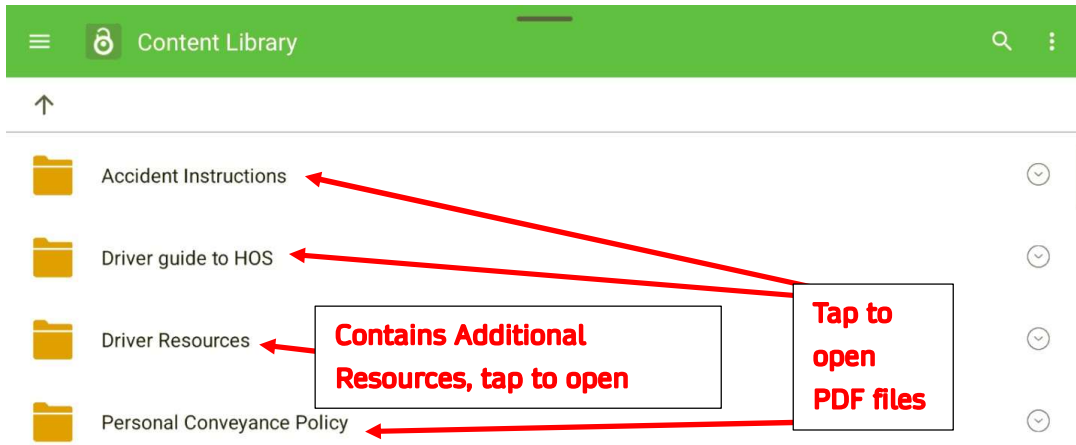 Content Library
Accident Instructions
Driver guide to HOS
Driver Resources
Contains Additional
Resources, tap to open
Tap to
open
PDF files
Personal Conveyance Policy